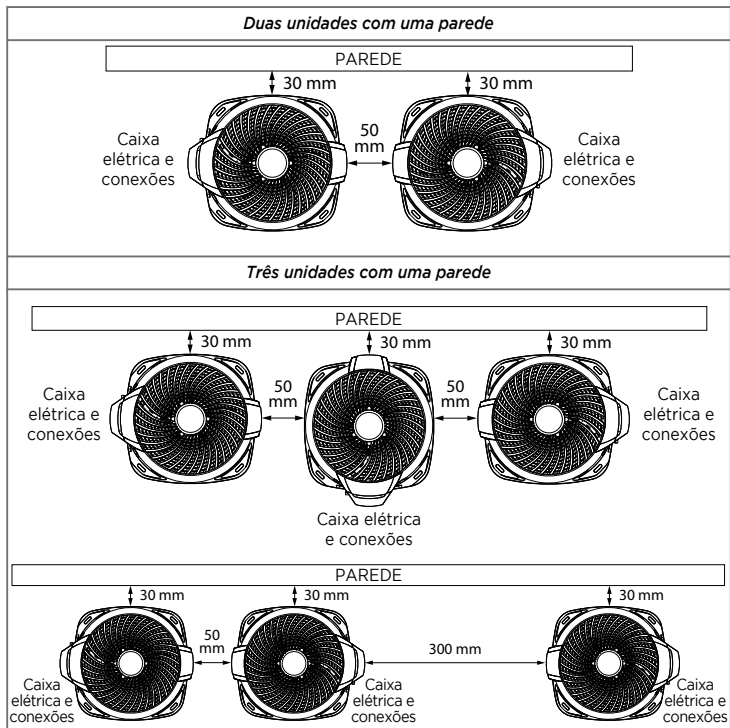 Duas unidades com uma parede
PAREDE
30 mm
30 mm
50
mm
Caixa
elétrica e
conexões
Caixa
elétrica e
conexões
Três unidades com uma parede
PAREDE
30 mm
30 mm
30 mm
Caixa
elétrica e
conexões
50
mm
50
mm
Caixa
elétrica e
conexões
Caixa elétrica
e conexões
PAREDE
30 mm
30 mm
30 mm
50
mm
300 mm
Caixa
elétrica e
conexões
Caixa
elétrica e
conexões
Caixa
elétrica e
conexões